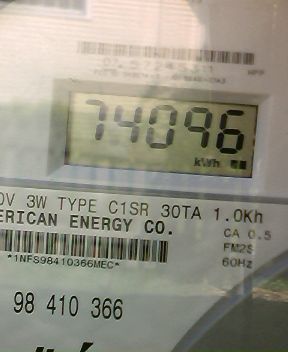 74096
kWh
0V 3W TYPE C1SR 30TA 1.0Kh
ERICAN ENERGY CO.
CA 0.5
FM2S
60Hz
*1NFS98410366MEC*
98 410 366